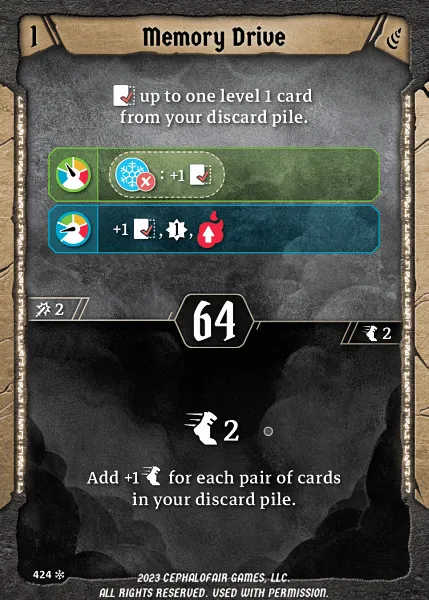 1
Memory Drive
up to one level 1 card
from your discard pile.
: +1
+1 , 1 ,
2
64
2
2
Add +1 for each pair of cards
in your discard pile.
424
2023 CEPHALOFAIR GAMES, LLC.
ALL RIGHTS RESERVED. USED WITH PERMISSION.